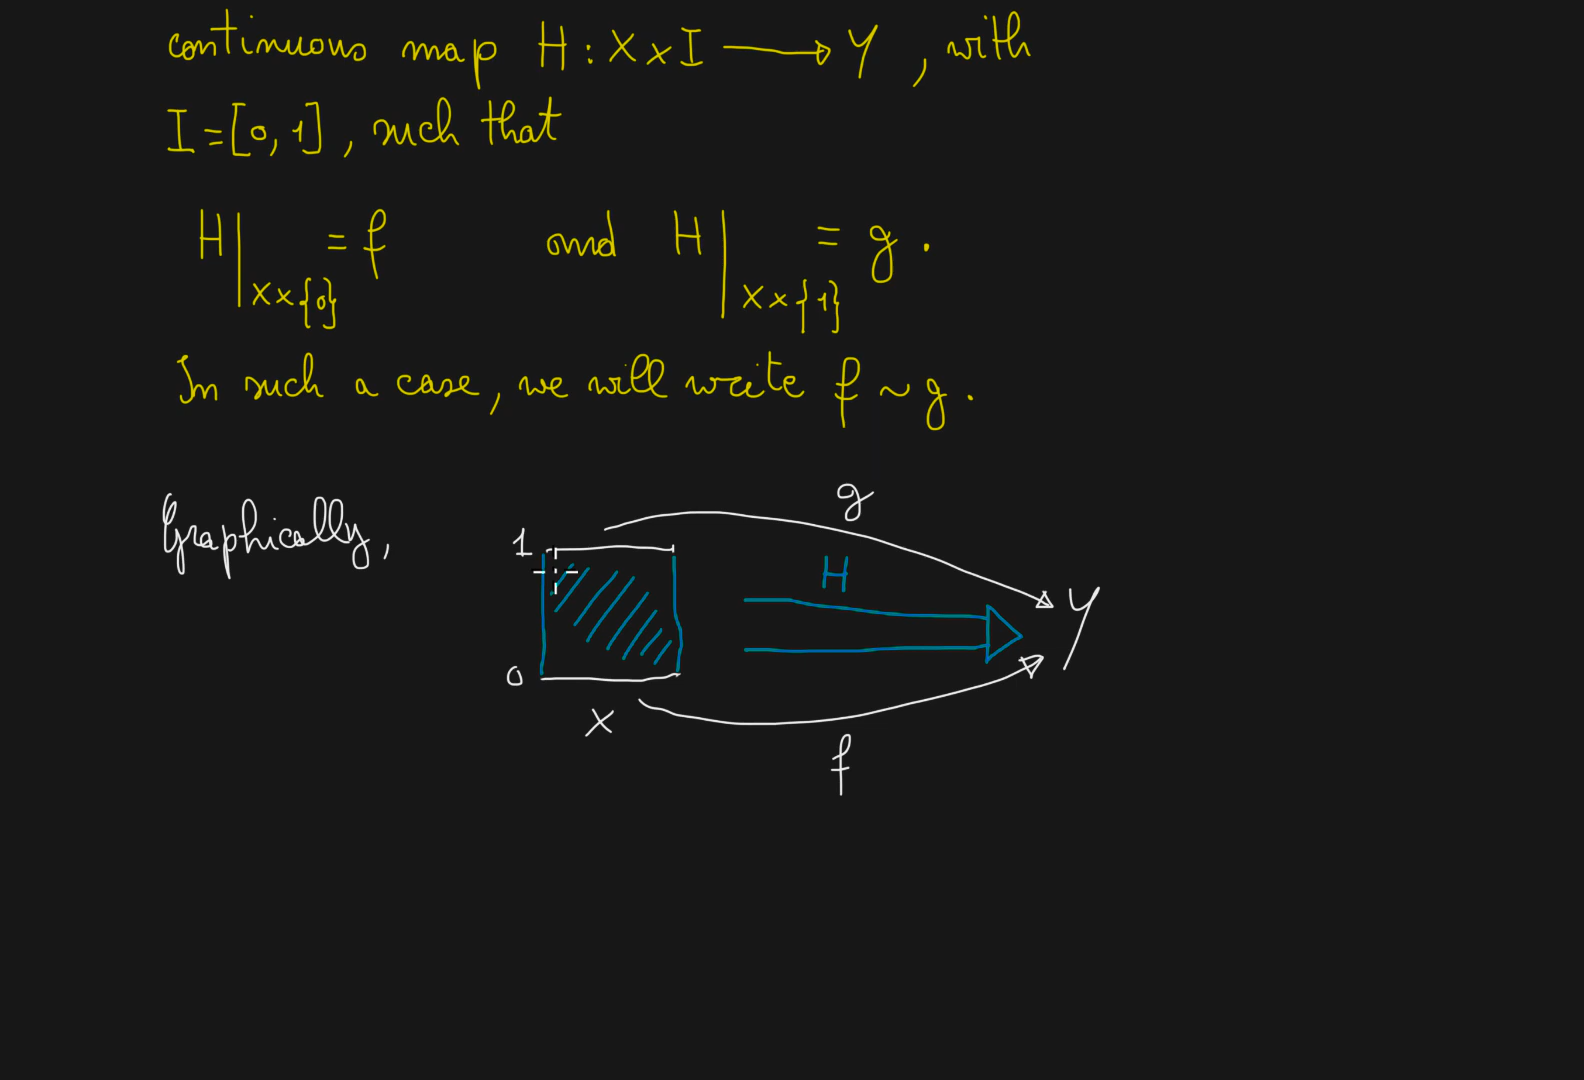 continuous map H : X × I ⟶ Y , with
I = [0, 1] , such that
H|_{X×{0}} = f and H|_{X×{1}} = g .
In such a case, we will write f ~ g .
Graphically,
g
1
H
Y
0
X
f